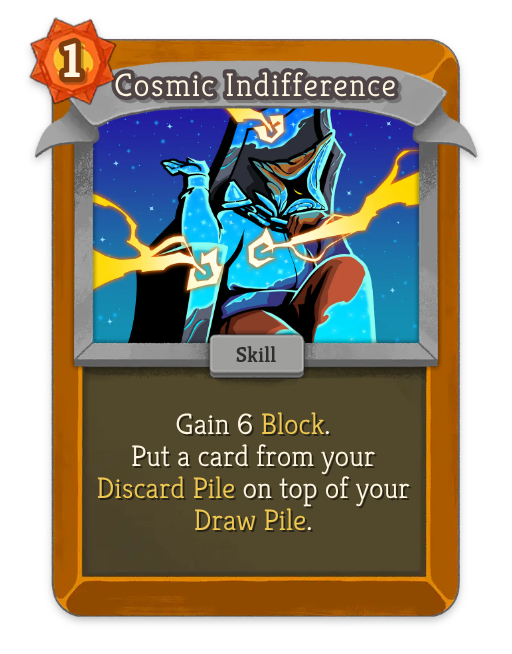 1
Cosmic Indifference
Skill
Gain 6 Block.
Put a card from your
Discard Pile on top of your
Draw Pile.